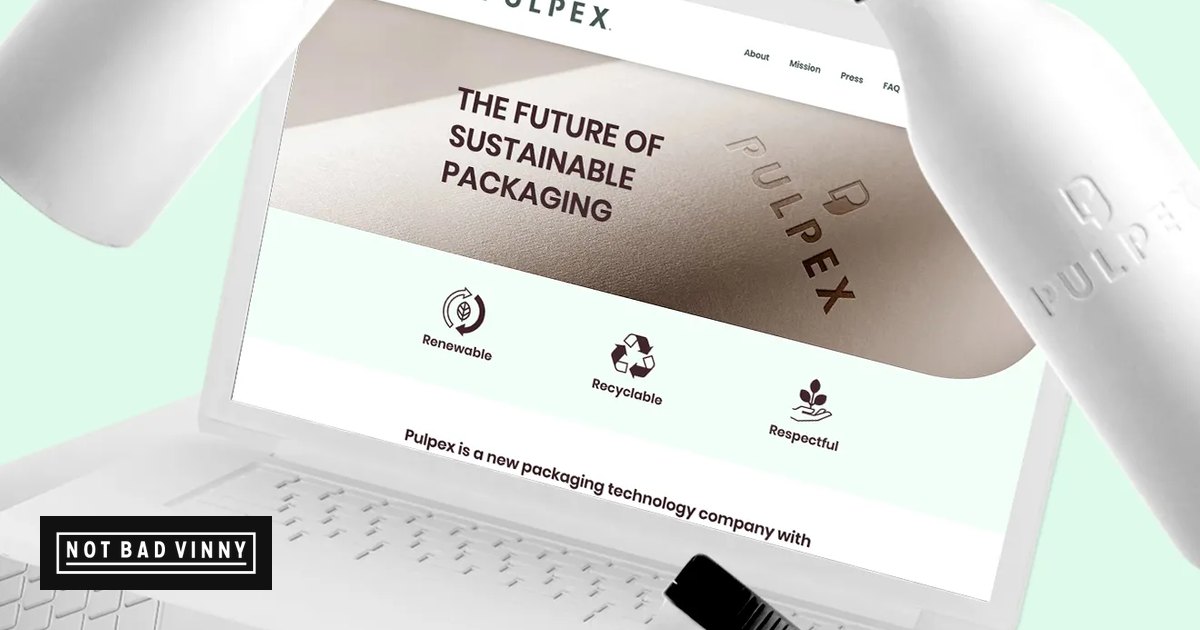 PULPEX
About Mission Press FAQ
THE FUTURE OF
SUSTAINABLE
PACKAGING
PULPEX
PULPEX
Renewable
Recyclable
Respectful
Pulpex is a new packaging technology company with
NOT BAD VINNY